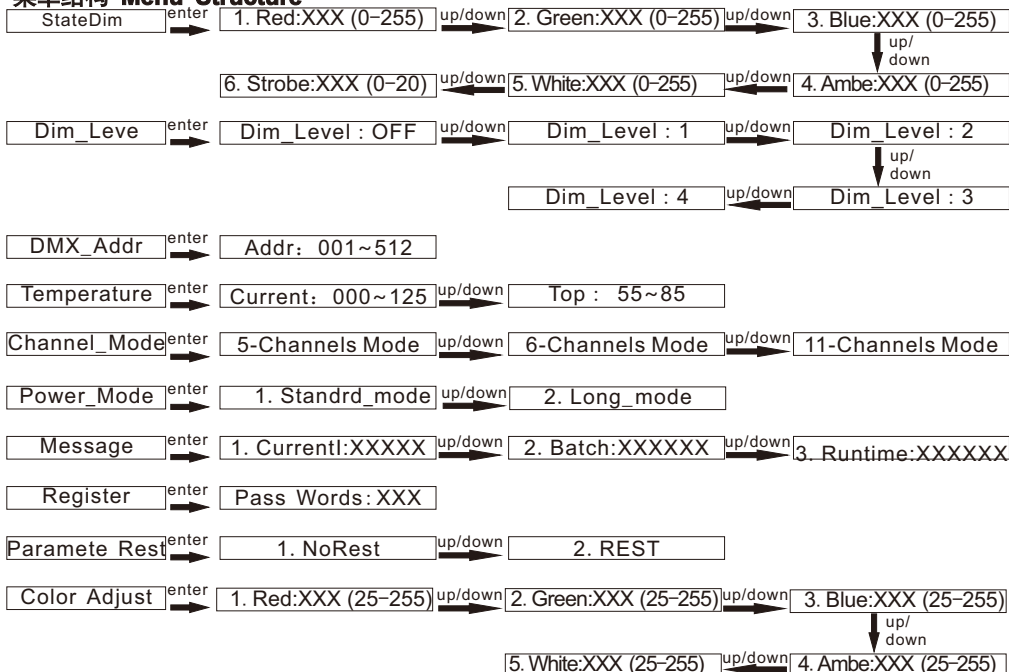 菜单结构 Menu Structure
StateDim enter 1. Red:XXX (0-255) up/down 2. Green:XXX (0-255) up/down 3. Blue:XXX (0-255)
up/
down
6. Strobe:XXX (0-20) up/down 5. White:XXX (0-255) up/down 4. Ambe:XXX (0-255)
Dim_Leve enter Dim_Level : OFF up/down Dim_Level : 1 up/down Dim_Level : 2
up/
down
Dim_Level : 4 up/down Dim_Level : 3
DMX_Addr enter Addr: 001~512
Temperature enter Current: 000~125 up/down Top : 55~85
Channel_Mode enter 5-Channels Mode up/down 6-Channels Mode up/down 11-Channels Mode
Power_Mode enter 1. Standrd_mode up/down 2. Long_mode
Message enter 1. CurrentI:XXXXX up/down 2. Batch:XXXXXX up/down 3. Runtime:XXXXXX
Register enter Pass Words:XXX
Paramete Rest enter 1. NoRest up/down 2. REST
Color Adjust enter 1. Red:XXX (25-255) up/down 2. Green:XXX (25-255) up/down 3. Blue:XXX (25-255)
up/
down
5. White:XXX (25-255) up/down 4. Ambe:XXX (25-255)